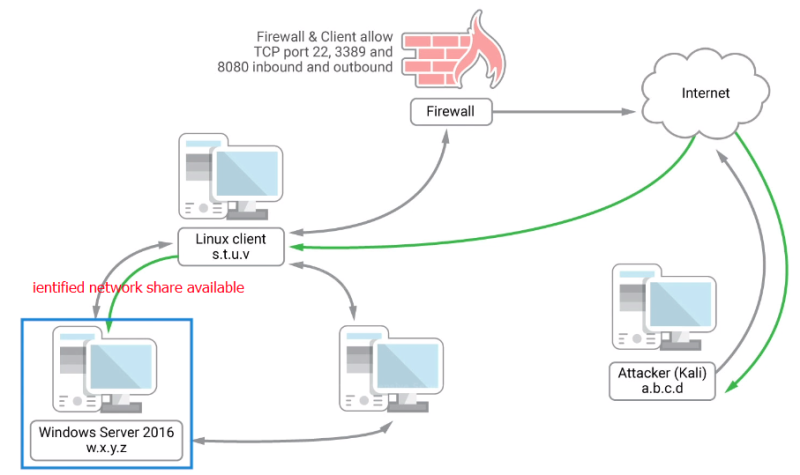 Firewall & Client allow
TCP port 22, 3389 and
8080 inbound and outbound
Firewall
Internet
Linux client
s.t.u.v
ientified network share available
Attacker (Kali)
a.b.c.d
Windows Server 2016
w.x.y.z